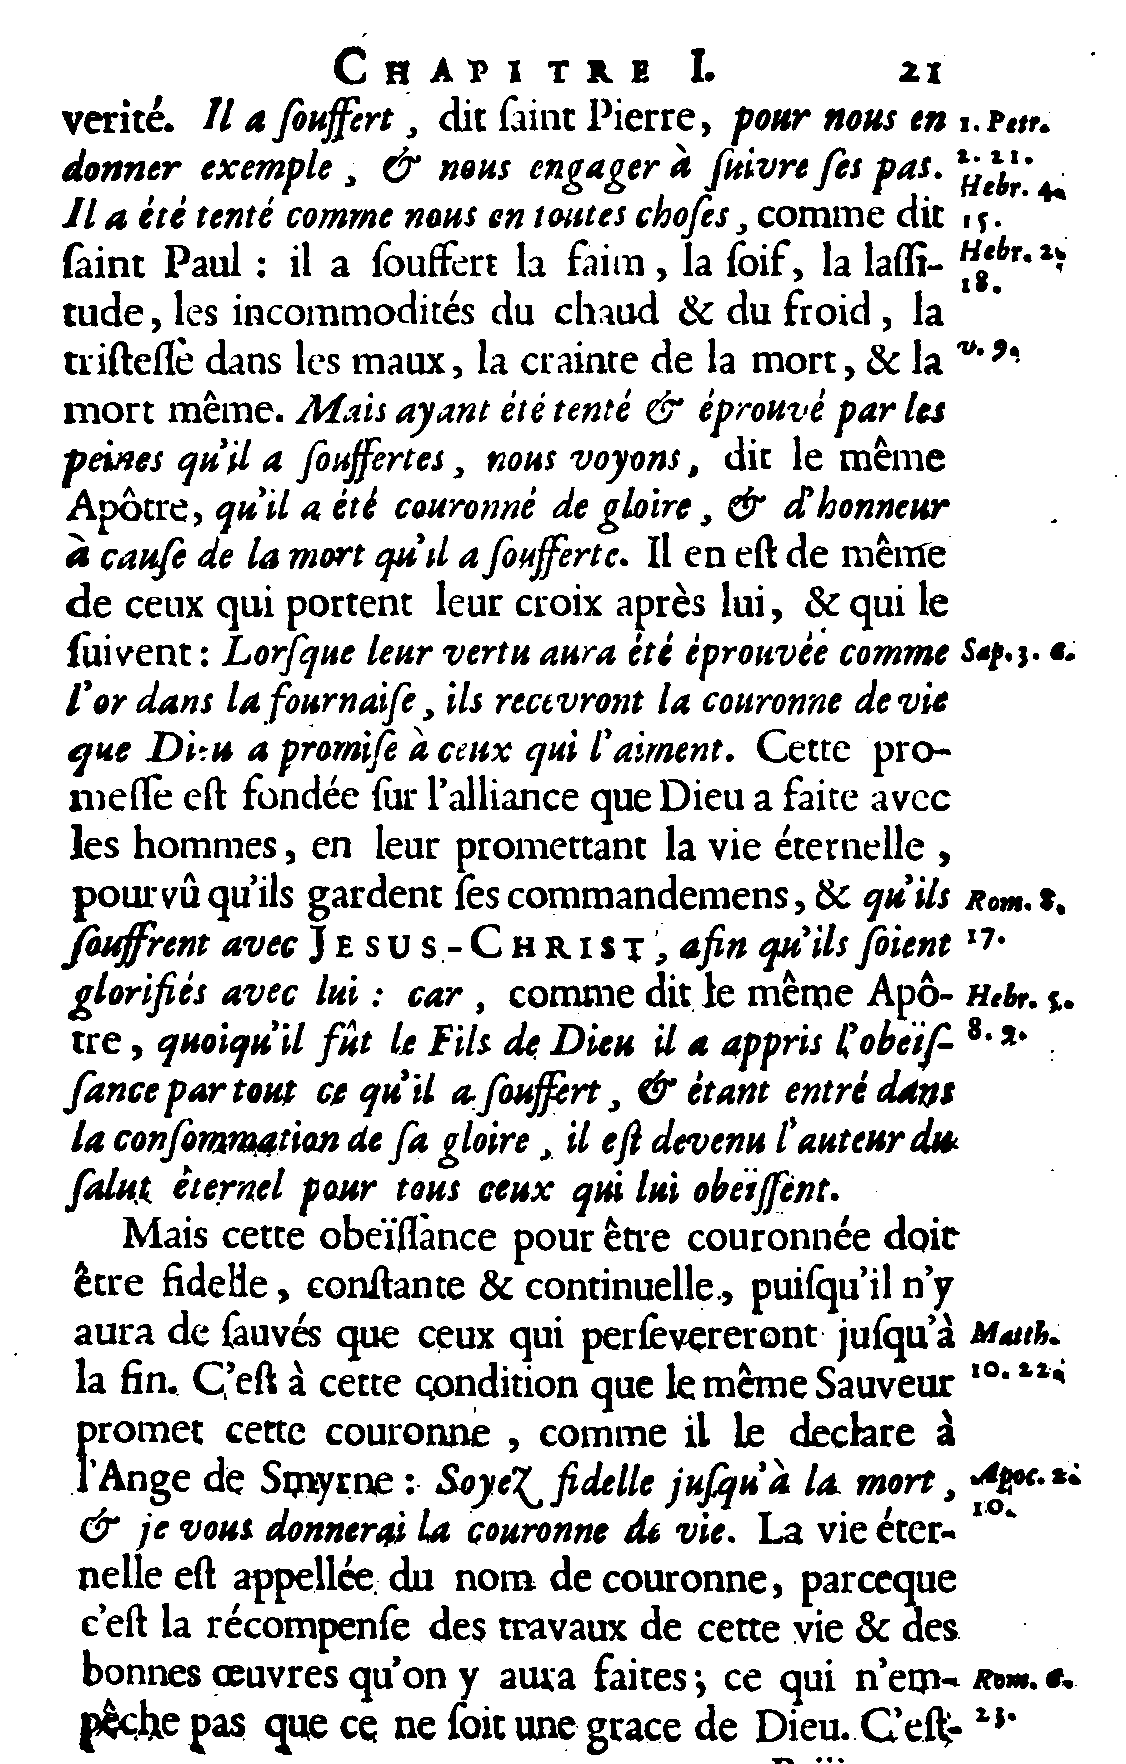 CHAPITRE I. 21
verité. Il a ſouffert, dit ſaint Pierre, pour nous en 1. Petr.
donner exemple, & nous engager à ſuivre ſes pas. 2. 21.
Hebr. 4.
Il a été tenté comme nous en toutes choſes, comme dit 15.
ſaint Paul : il a ſouffert la faim, la ſoif, la laſſi- Hebr. 2.
18.
tude, les incommodités du chaud & du froid, la
triſteſſe dans les maux, la crainte de la mort, & la v. 9.
mort même. Mais ayant été tenté & éprouvé par les
peines qu'il a ſouffertes, nous voyons, dit le même
Apôtre, qu'il a été couronné de gloire, & d'honneur
à cauſe de la mort qu'il a ſoufferte. Il en eſt de même
de ceux qui portent leur croix après lui, & qui le
ſuivent : Lorſque leur vertu aura été éprouvée comme Sap. 3. 6.
l'or dans la fournaiſe, ils recevront la couronne de vie
que Dieu a promiſe à ceux qui l'aiment. Cette pro-
meſſe eſt fondée ſur l'alliance que Dieu a faite avec
les hommes, en leur promettant la vie éternelle,
pourvû qu'ils gardent ſes commandemens, & qu'ils Rom. 8.
ſouffrent avec JESUS-CHRIST, afin qu'ils ſoient 17.
glorifiés avec lui : car, comme dit le même Apô- Hebr. 5.
tre, quoiqu'il fût le Fils de Dieu il a appris l'obeïſ- 8. 9.
ſance par tout ce qu'il a ſouffert, & étant entré dans
la conſommation de ſa gloire, il eſt devenu l'auteur du
ſalut éternel pour tous ceux qui lui obeïſſent.
Mais cette obeïſſance pour être couronnée doit
être fidelle, conſtante & continuelle, puiſqu'il n'y
aura de ſauvés que ceux qui perſevereront juſqu'à Matth.
la fin. C'eſt à cette condition que le même Sauveur 10. 22.
promet cette couronne, comme il le declare à
l'Ange de Smyrne : Soyez fidelle juſqu'à la mort, Apoc. 2.
& je vous donnerai la couronne de vie. La vie éter- 10.
nelle eſt appellée du nom de couronne, parceque
c'eſt la récompenſe des travaux de cette vie & des
bonnes œuvres qu'on y aura faites ; ce qui n'em- Rom. 6.
pêche pas que ce ne ſoit une grace de Dieu. C'eſt- 23.